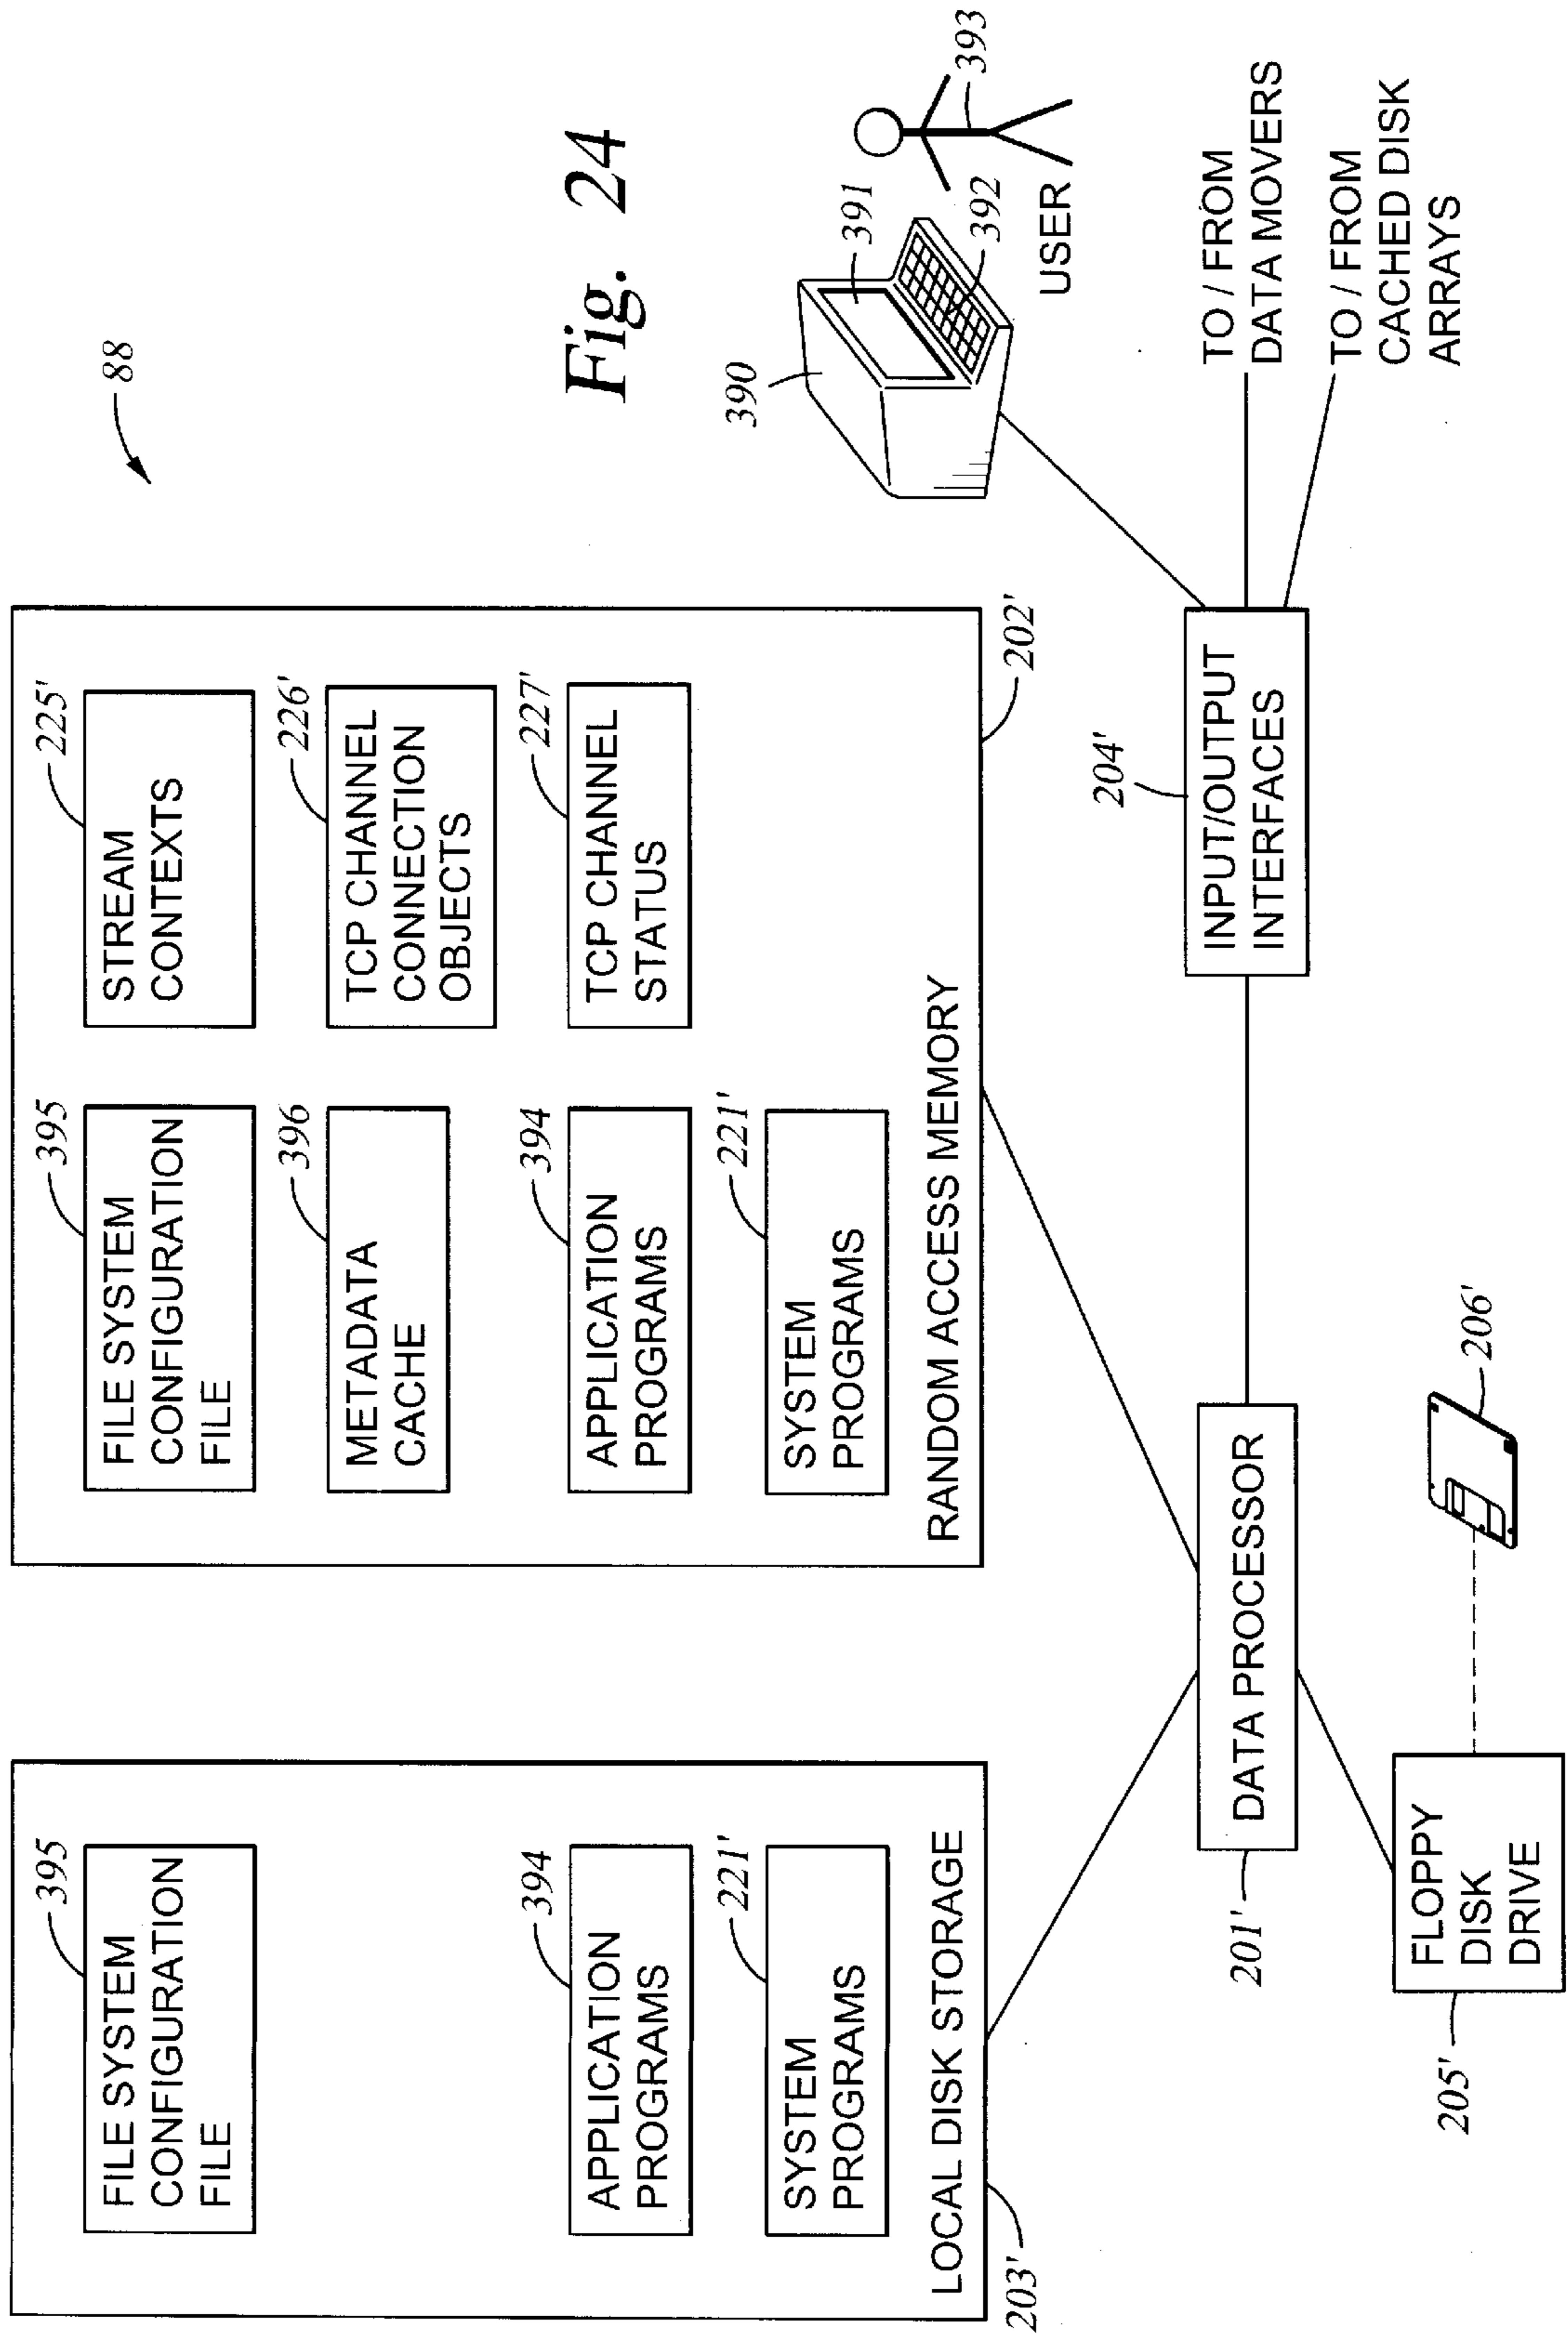 88
Fig. 24
395
FILE SYSTEM
CONFIGURATION
FILE
394
APPLICATION
PROGRAMS
221'
SYSTEM
PROGRAMS
LOCAL DISK STORAGE
203'
395
FILE SYSTEM
CONFIGURATION
FILE
396
METADATA
CACHE
394
APPLICATION
PROGRAMS
221'
SYSTEM
PROGRAMS
225'
STREAM
CONTEXTS
226'
TCP CHANNEL
CONNECTION
OBJECTS
227'
TCP CHANNEL
STATUS
RANDOM ACCESS MEMORY
202'
390
391
392
393
USER
201'
DATA PROCESSOR
204'
INPUT/OUTPUT
INTERFACES
TO / FROM
DATA MOVERS
TO / FROM
CACHED DISK
ARRAYS
205'
FLOPPY
DISK
DRIVE
206'